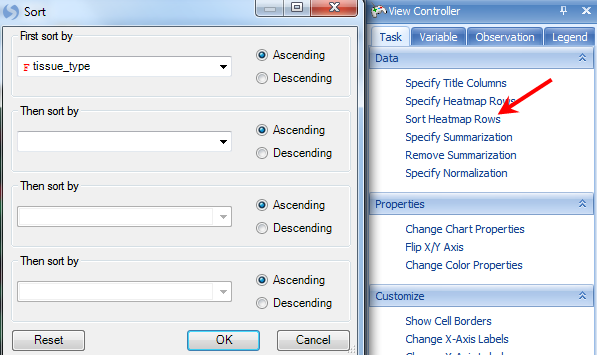 Sort
First sort by
tissue_type
Ascending
Descending
Then sort by
Ascending
Descending
Then sort by
Ascending
Descending
Then sort by
Ascending
Descending
Reset
OK
Cancel
View Controller
Task
Variable
Observation
Legend
Data
Specify Title Columns
Specify Heatmap Rows
Sort Heatmap Rows
Specify Summarization
Remove Summarization
Specify Normalization
Properties
Change Chart Properties
Flip X/Y Axis
Change Color Properties
Customize
Show Cell Borders
Change X-Axis Labels
Change Y-Axis Labels